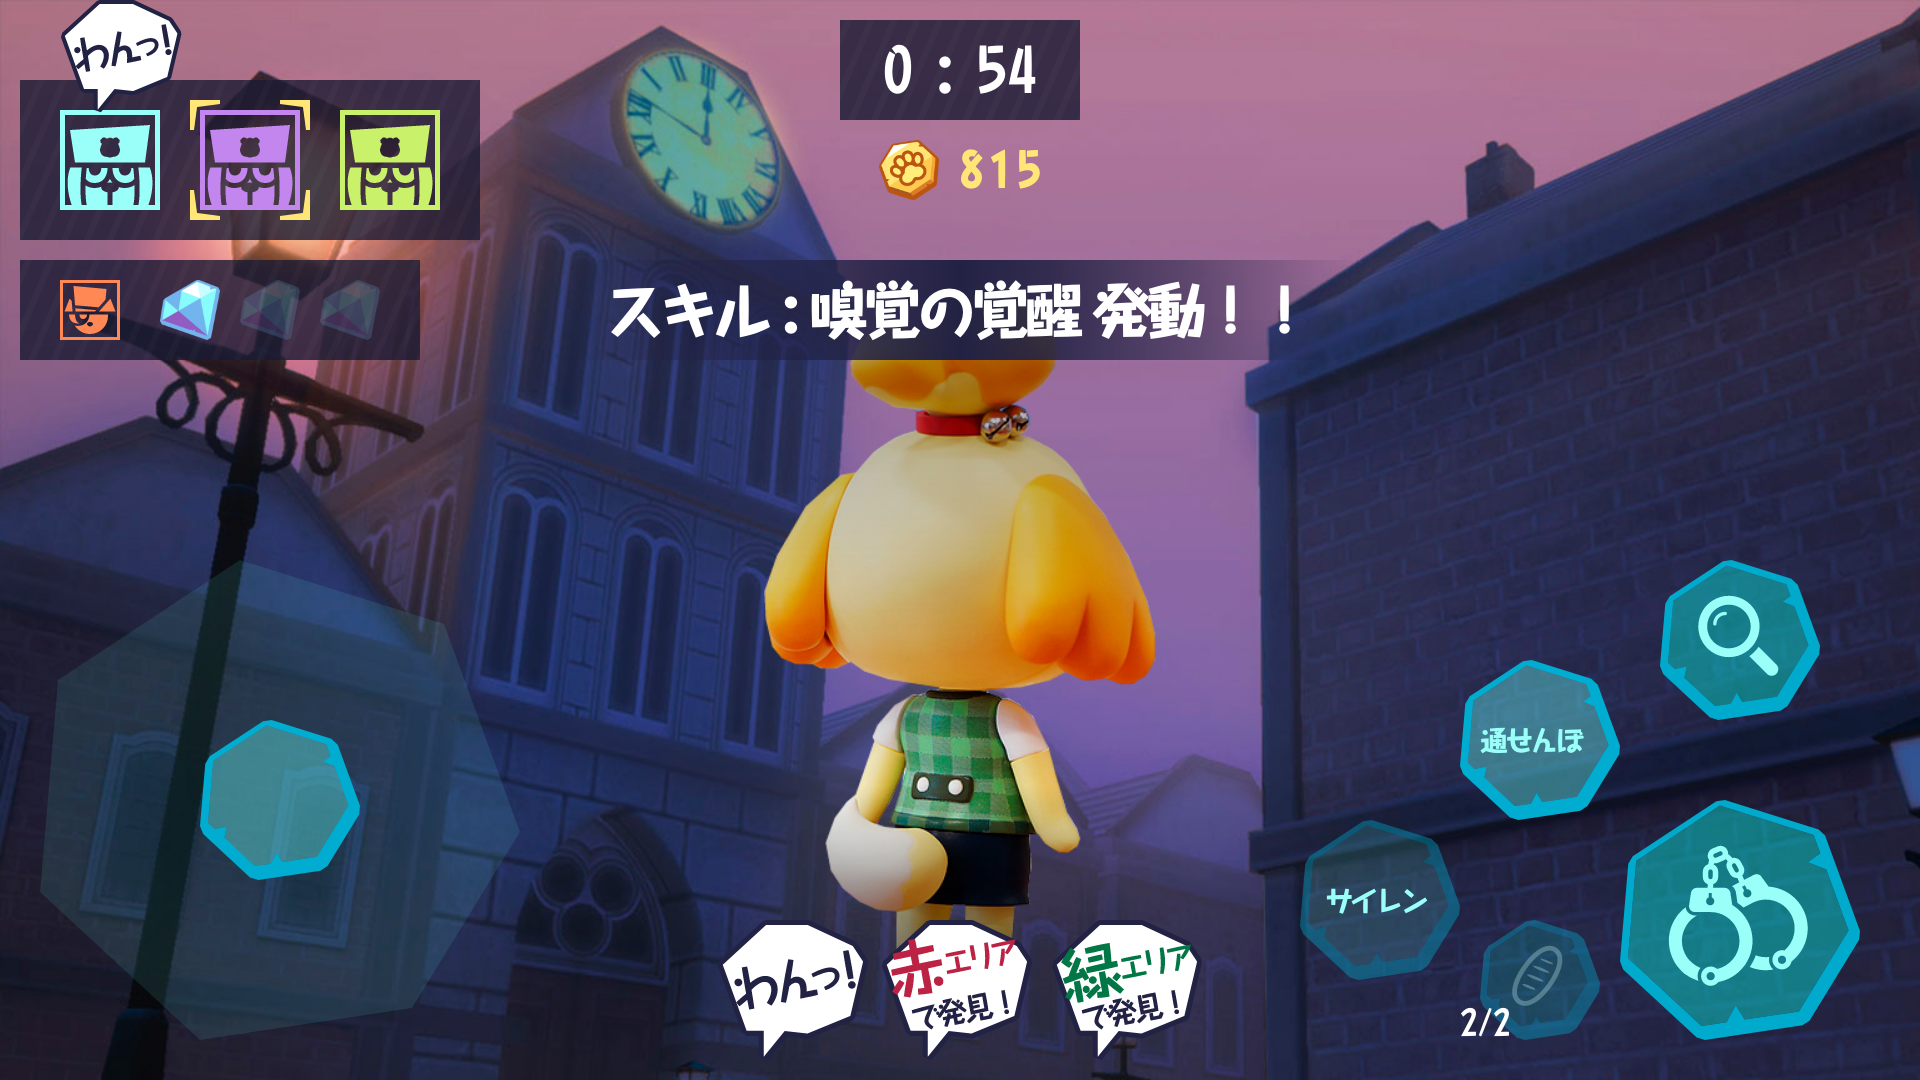 わんっ！
0：54
815
スキル：嗅覚の覚醒 発動！！
通せんぼ
サイレン
2/2
わんっ！
赤エリア
で発見！
緑エリア
で発見！